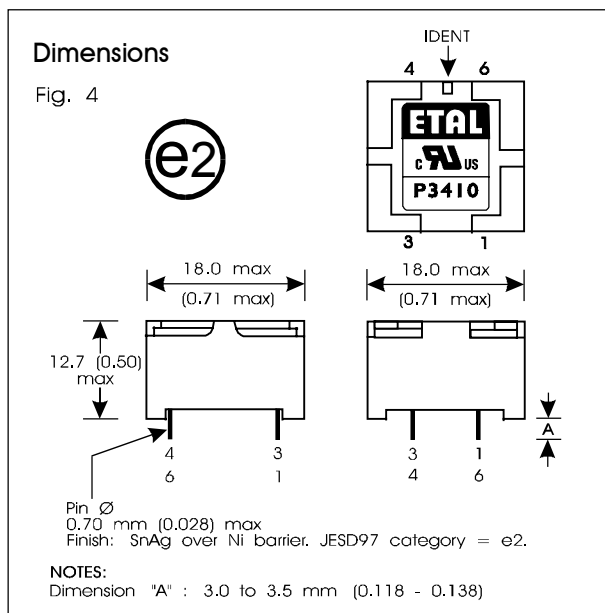 Dimensions
Fig. 4
IDENT
4 6
ETAL
e2
c RU US
P3410
3 1
18.0 max
(0.71 max)
18.0 max
(0.71 max)
12.7 (0.50)
max
A
4 3
6 1
3 1
4 6
Pin Ø
0.70 mm (0.028) max
Finish: SnAg over Ni barrier. JESD97 category = e2.
NOTES:
Dimension "A" : 3.0 to 3.5 mm (0.118 - 0.138)